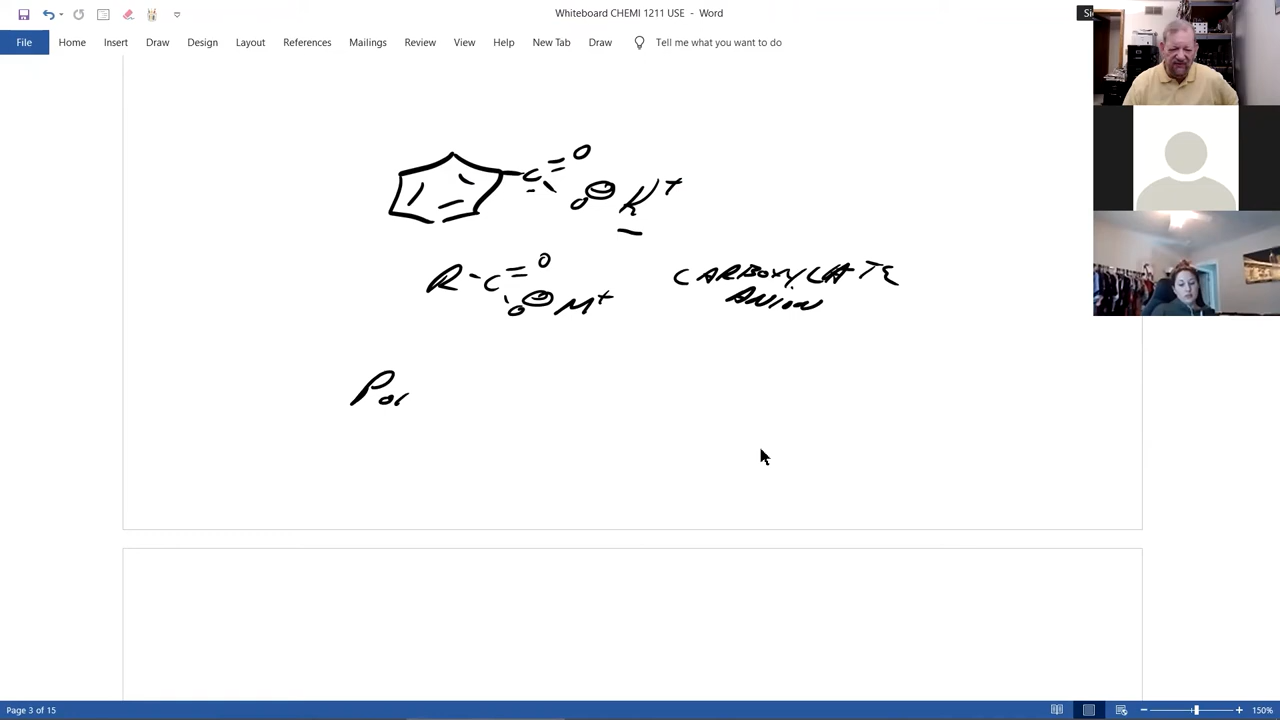 Whiteboard CHEMI 1211 USE - Word
File Home Insert Draw Design Layout References Mailings Review View Help New Tab Draw Tell me what you want to do
C = O
O ⊖ K+
R - C = O
O ⊖ M+
CARBOXYLATE
ANION
Page 3 of 15
150%